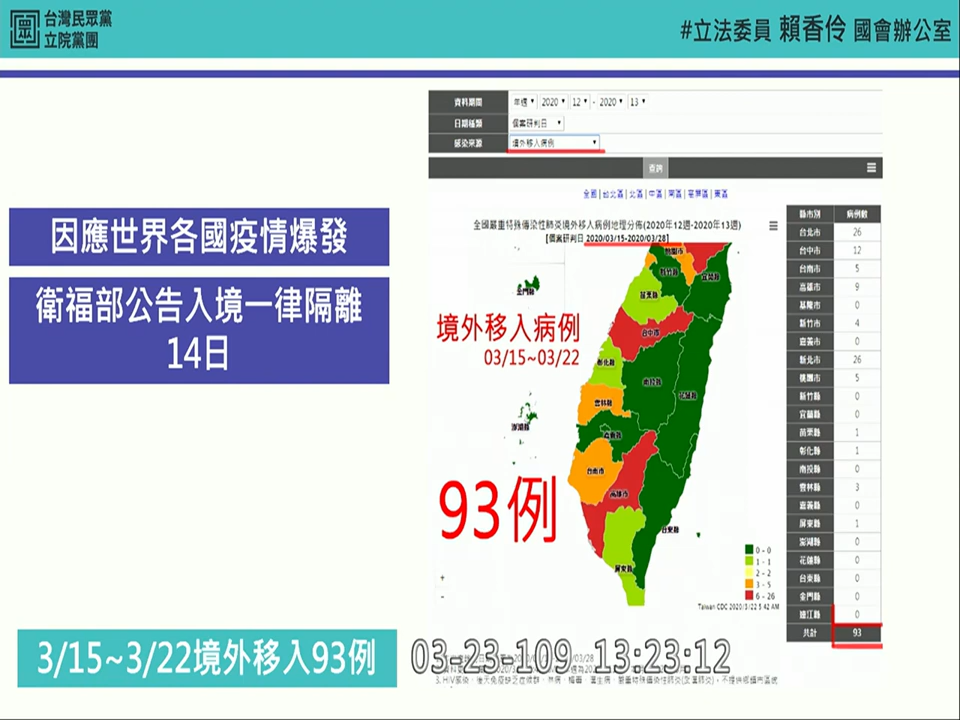 台灣民眾黨
立院黨團
#立法委員 賴香伶 國會辦公室
資料期間 年週 2020 12 - 2020 13
日期種類 個案研判日
感染來源 境外移入病例
查詢
全國 | 台北區 | 北區 | 中區 | 南區 | 高屏區 | 東區
因應世界各國疫情爆發
衛福部公告入境一律隔離
14日
全國嚴重特殊傳染性肺炎境外移入病例地理分佈(2020年12週-2020年13週)
[個案研判日 2020/03/15-2020/03/28]
境外移入病例
03/15~03/22
93例
桃園市
新竹縣
宜蘭縣
苗栗縣
台中市
彰化縣
南投縣
花蓮縣
雲林縣
嘉義縣
台南市
高雄市
台東縣
屏東縣
金門縣
澎湖縣
+
-
0 - 0
1 - 1
2 - 2
3 - 5
6 - 26
Taiwan CDC 2020/3/22 5:42 AM
縣市別 病例數
台北市 26
台中市 12
台南市 5
高雄市 9
基隆市 0
新竹市 4
嘉義市 0
新北市 26
桃園市 5
新竹縣 0
宜蘭縣 0
苗栗縣 1
彰化縣 1
南投縣 0
雲林縣 3
嘉義縣 0
屏東縣 1
澎湖縣 0
花蓮縣 0
台東縣 0
金門縣 0
連江縣 0
共計 93
3/15~3/22境外移入93例
03-23-109 13:23:12